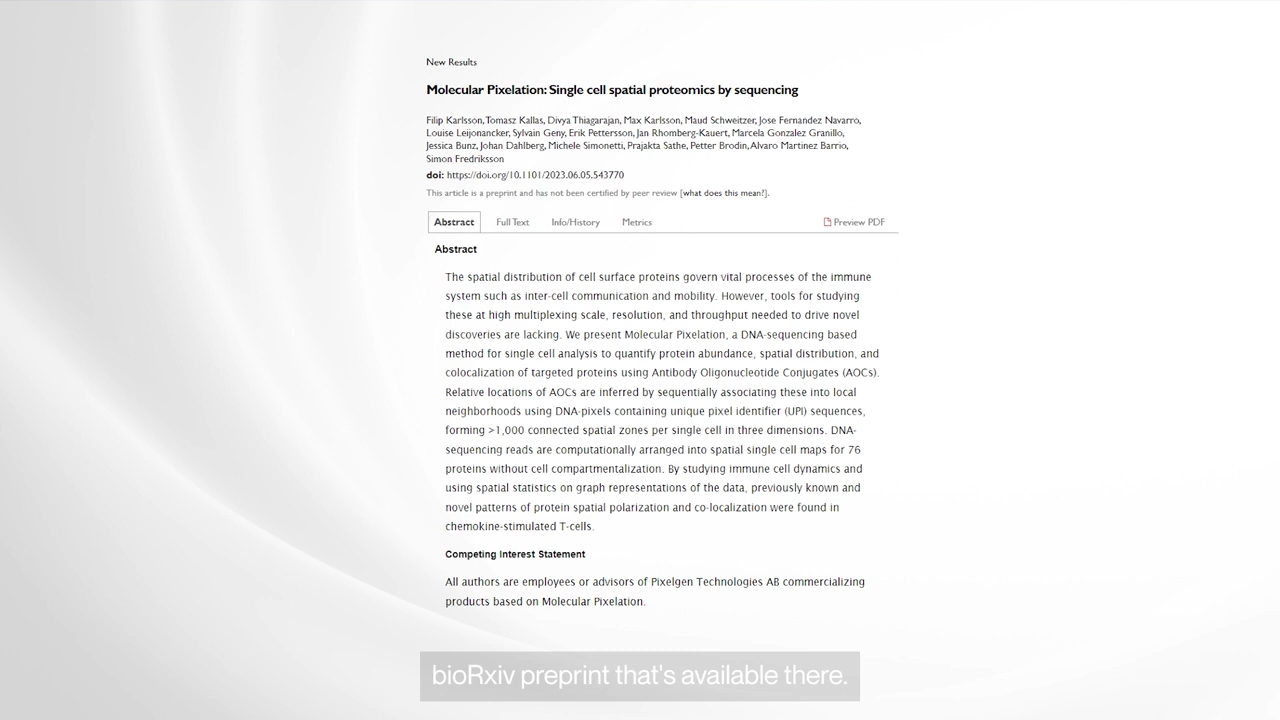 New Results
Molecular Pixelation: Single cell spatial proteomics by sequencing
Filip Karlsson, Tomasz Kallas, Divya Thiagarajan, Max Karlsson, Maud Schweitzer, Jose Fernandez Navarro,
Louise Leijonancker, Sylvain Geny, Erik Pettersson, Jan Rhomberg-Kauert, Marcela Gonzalez Granillo,
Jessica Bunz, Johan Dahlberg, Michele Simonetti, Prajakta Sathe, Petter Brodin, Alvaro Martinez Barrio,
Simon Fredriksson
doi: https://doi.org/10.1101/2023.06.05.543770
This article is a preprint and has not been certified by peer review [what does this mean?].
Abstract Full Text Info/History Metrics Preview PDF
Abstract
The spatial distribution of cell surface proteins govern vital processes of the immune
system such as inter-cell communication and mobility. However, tools for studying
these at high multiplexing scale, resolution, and throughput needed to drive novel
discoveries are lacking. We present Molecular Pixelation, a DNA-sequencing based
method for single cell analysis to quantify protein abundance, spatial distribution, and
colocalization of targeted proteins using Antibody Oligonucleotide Conjugates (AOCs).
Relative locations of AOCs are inferred by sequentially associating these into local
neighborhoods using DNA-pixels containing unique pixel identifier (UPI) sequences,
forming >1,000 connected spatial zones per single cell in three dimensions. DNA-
sequencing reads are computationally arranged into spatial single cell maps for 76
proteins without cell compartmentalization. By studying immune cell dynamics and
using spatial statistics on graph representations of the data, previously known and
novel patterns of protein spatial polarization and co-localization were found in
chemokine-stimulated T-cells.
Competing Interest Statement
All authors are employees or advisors of Pixelgen Technologies AB commercializing
products based on Molecular Pixelation.
bioRxiv preprint that's available there.